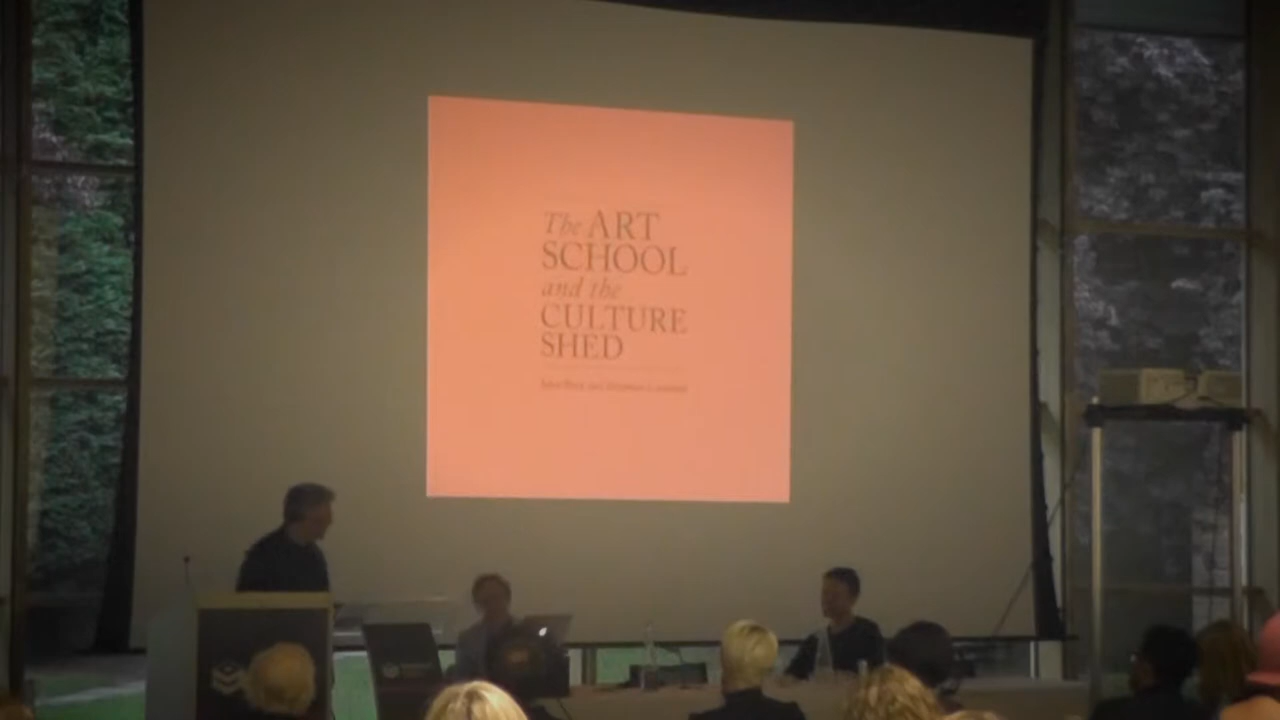 The ART
SCHOOL
and the
CULTURE
SHED